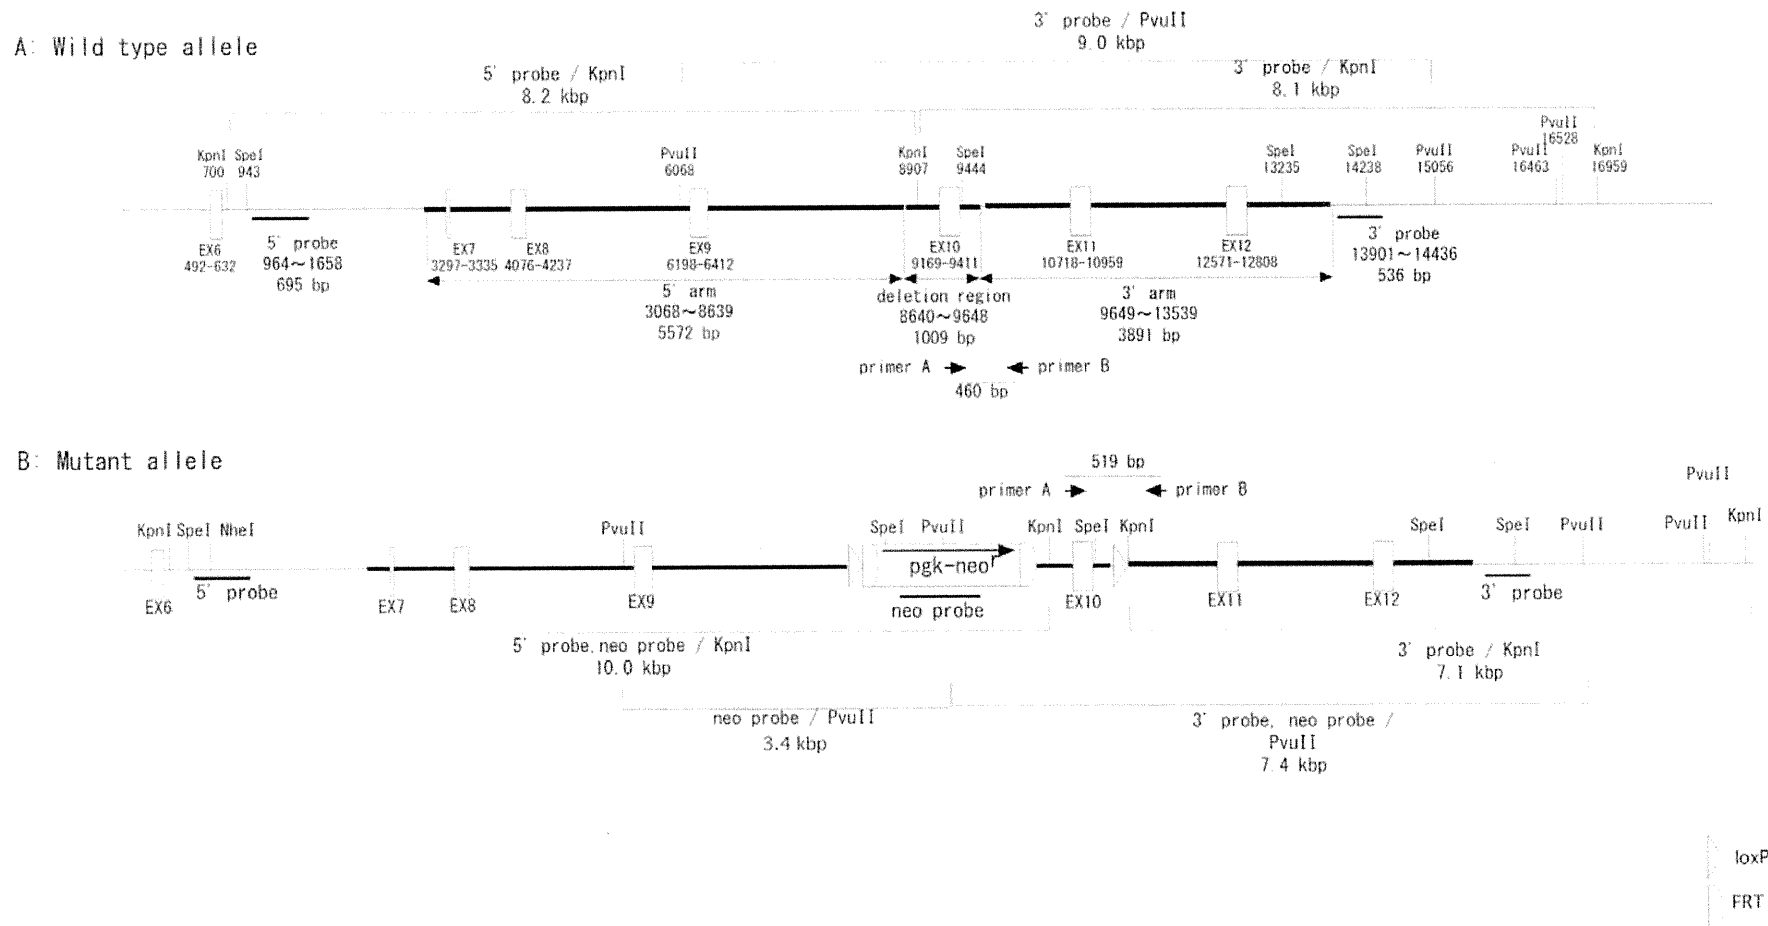 A: Wild type allele
3' probe / PvuII
9.0 kbp
5' probe / KpnI
8.2 kbp
3' probe / KpnI
8.1 kbp
KpnI
700
SpeI
943
PvuII
6068
KpnI
8907
SpeI
9444
SpeI
13235
SpeI
14238
PvuII
15056
PvuII
16463
PvuII
16528
KpnI
16959
EX6
492-632
5' probe
964~1658
695 bp
EX7
3297-3335
EX8
4076-4237
EX9
6198-6412
EX10
9169-9411
EX11
10718-10959
EX12
12571-12808
3' probe
13901~14436
536 bp
5' arm
3068~8639
5572 bp
deletion region
8640~9648
1009 bp
3' arm
9649~13539
3891 bp
primer A
primer B
460 bp
B: Mutant allele
519 bp
primer A
primer B
KpnI SpeI NheI
PvuII
SpeI
PvuII
KpnI
SpeI
KpnI
SpeI
SpeI
PvuII
PvuII
PvuII
KpnI
pgk-neo^r
EX6
5' probe
EX7
EX8
EX9
neo probe
EX10
EX11
EX12
3' probe
5' probe, neo probe / KpnI
10.0 kbp
3' probe / KpnI
7.1 kbp
neo probe / PvuII
3.4 kbp
3' probe, neo probe /
PvuII
7.4 kbp
loxP
FRT